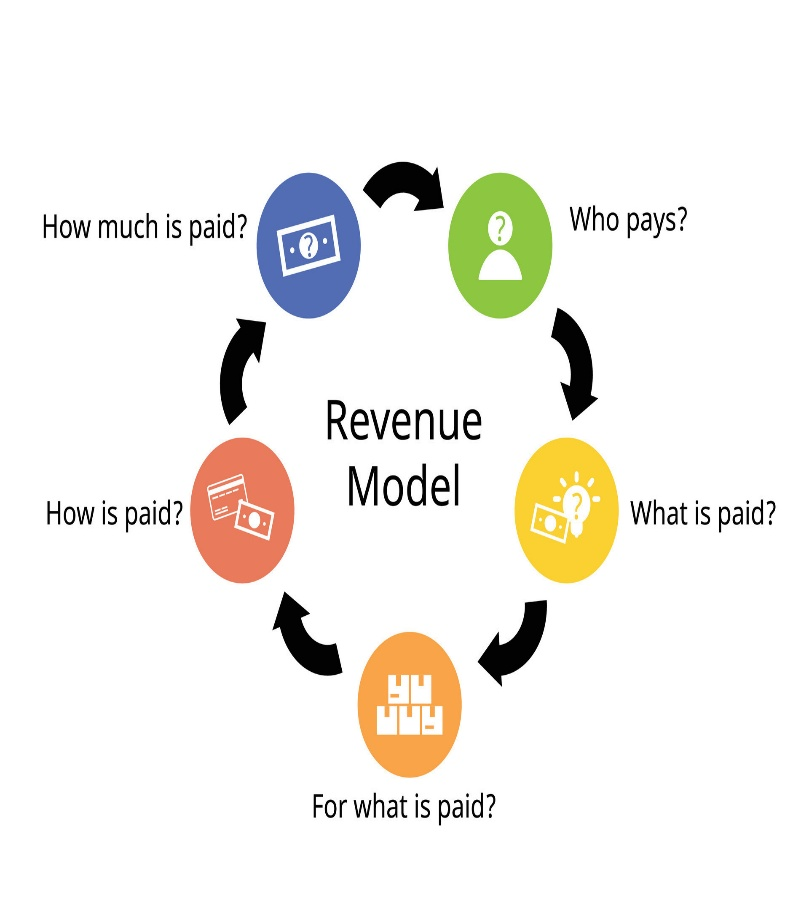 How much is paid?
Who pays?
Revenue
Model
How is paid?
What is paid?
For what is paid?